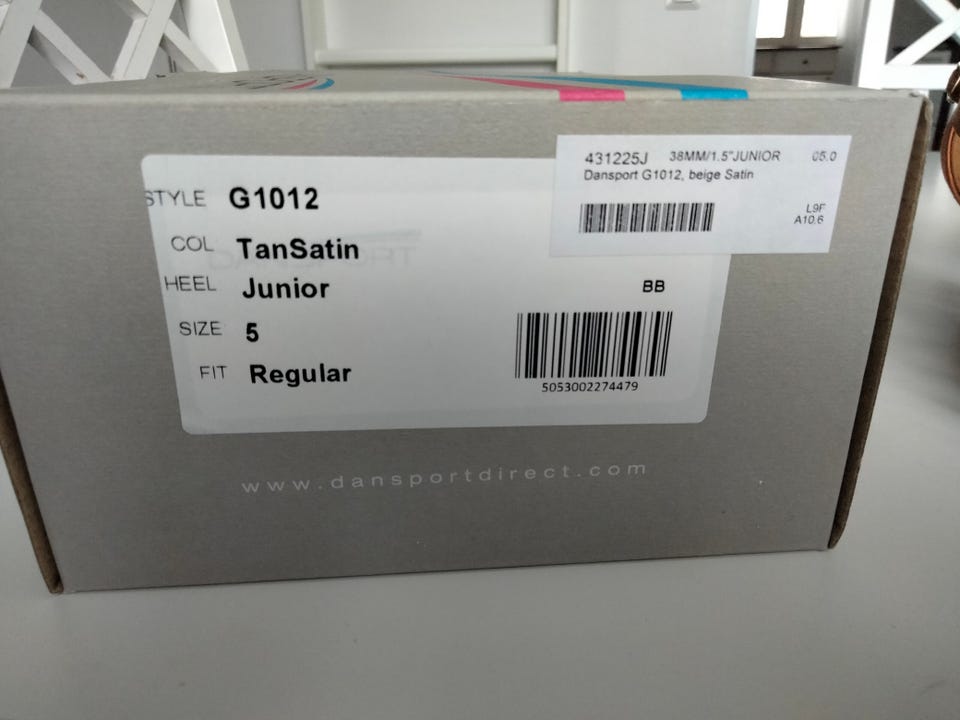 STYLE G1012
COL TanSatin
HEEL Junior
SIZE 5
FIT Regular
BB
5053002274479
431225J 38MM/1.5"JUNIOR 05.0
Dansport G1012, beige Satin
L9F
A10.6
www.dansportdirect.com